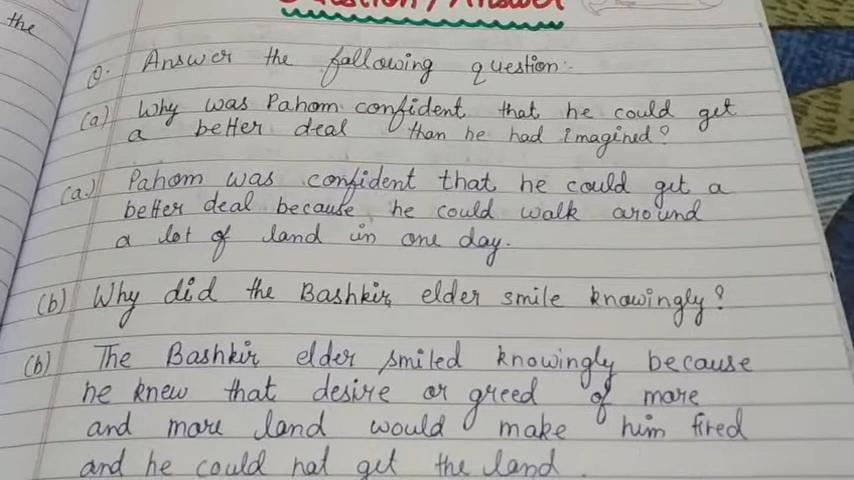 the
Question / Answer
Q. Answer the following question:-
(a) Why was Pahom confident that he could get
a better deal than he had imagined?
(a.) Pahom was confident that he could get a
better deal because he could walk around
a lot of land in one day.
(b) Why did the Bashkir elder smile knowingly?
(b) The Bashkir elder smiled knowingly because
he knew that desire or greed of more
and more land would make him tired
and he could not get the land.